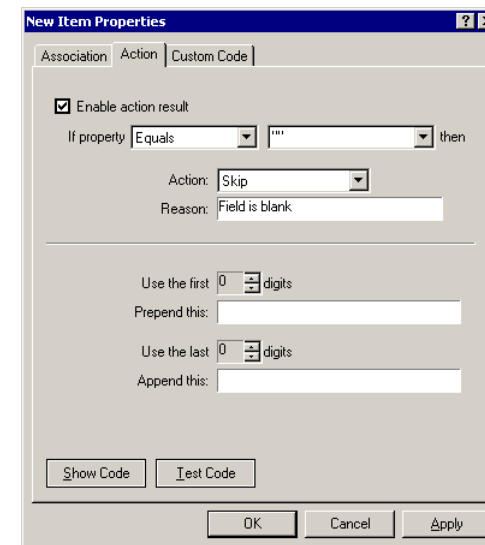 New Item Properties ?
Association Action Custom Code
Enable action result
If property Equals "" then
Action: Skip
Reason: Field is blank
Use the first 0 digits
Prepend this:
Use the last 0 digits
Append this:
Show Code Test Code
OK Cancel Apply